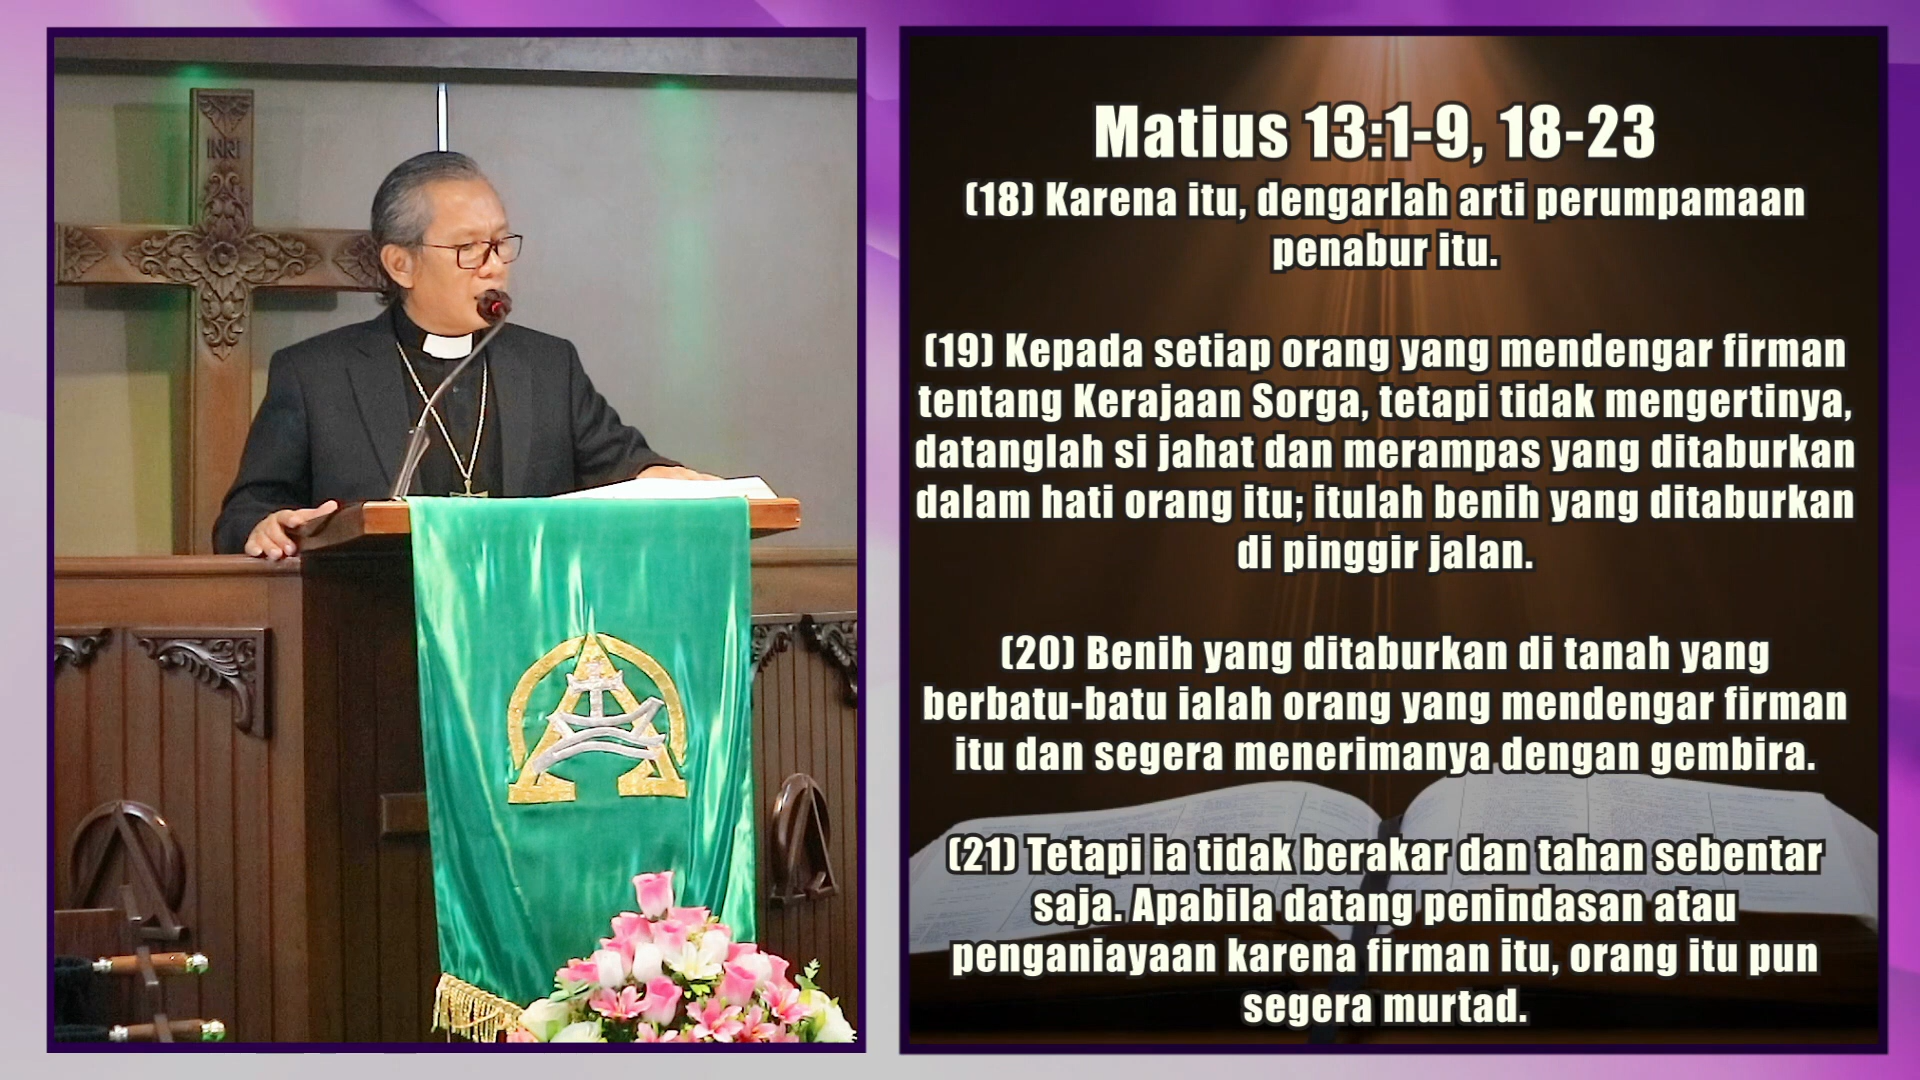 INRI
Matius 13:1-9, 18-23
(18) Karena itu, dengarlah arti perumpamaan
penabur itu.
(19) Kepada setiap orang yang mendengar firman
tentang Kerajaan Sorga, tetapi tidak mengertinya,
datanglah si jahat dan merampas yang ditaburkan
dalam hati orang itu; itulah benih yang ditaburkan
di pinggir jalan.
(20) Benih yang ditaburkan di tanah yang
berbatu-batu ialah orang yang mendengar firman
itu dan segera menerimanya dengan gembira.
(21) Tetapi ia tidak berakar dan tahan sebentar
saja. Apabila datang penindasan atau
penganiayaan karena firman itu, orang itu pun
segera murtad.